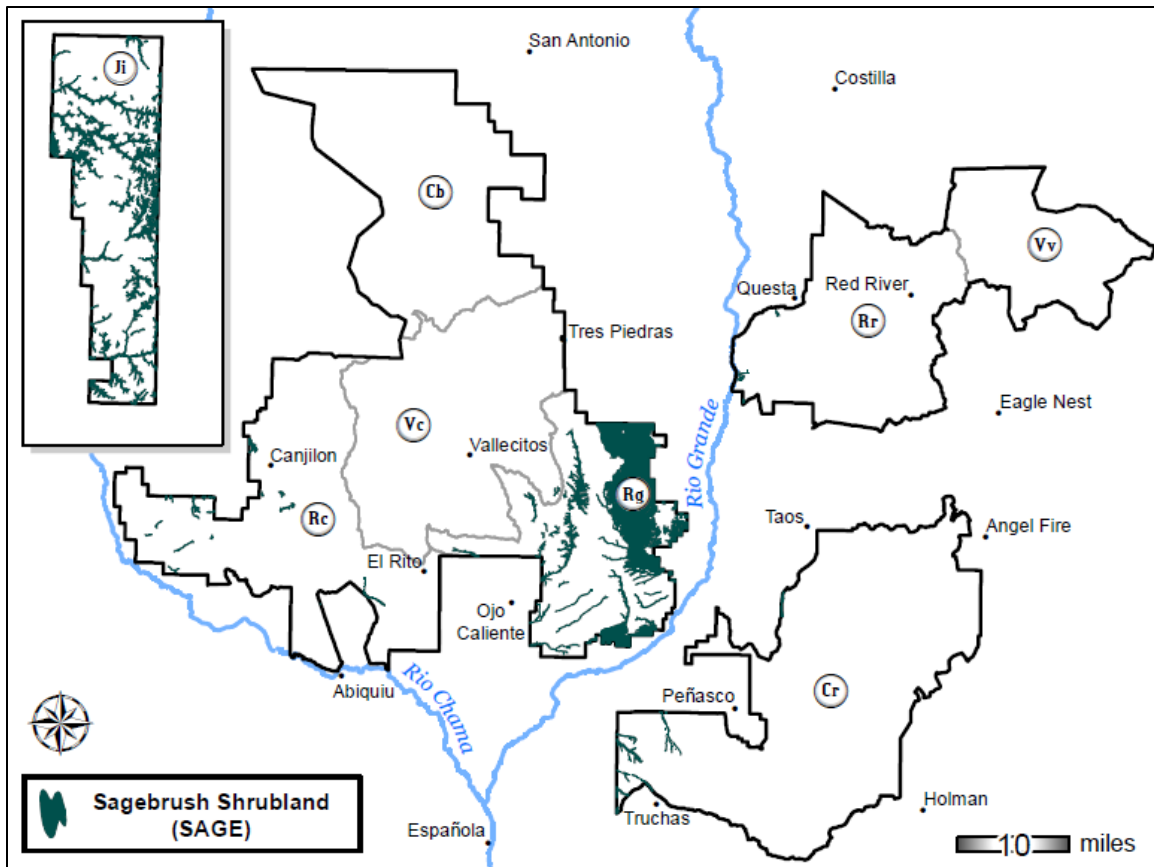 Ji
San Antonio
Costilla
Cb
Vv
Questa
Red River
Rr
Tres Piedras
Eagle Nest
Rio Grande
Vc
Vallecitos
Canjilon
Rg
Rc
Taos
Angel Fire
El Rito
Ojo
Caliente
Abiquiu
Rio Chama
Peñasco
Cr
Sagebrush Shrubland
(SAGE)
Truchas
Holman
Española
10 miles